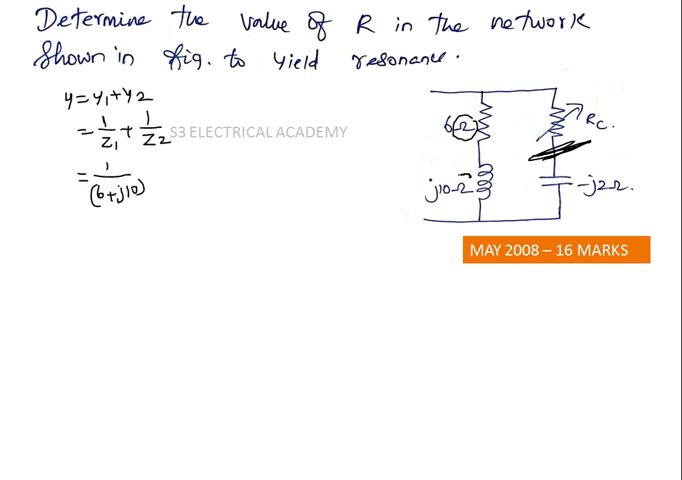 Determine the value of R in the network
Shown in fig. to yield resonance.
y = y1 + y2
= 1/Z1 + 1/Z2
S3 ELECTRICAL ACADEMY
= 1/(6+j10)
6Ω
RC
j10Ω
-j2Ω.
MAY 2008 – 16 MARKS